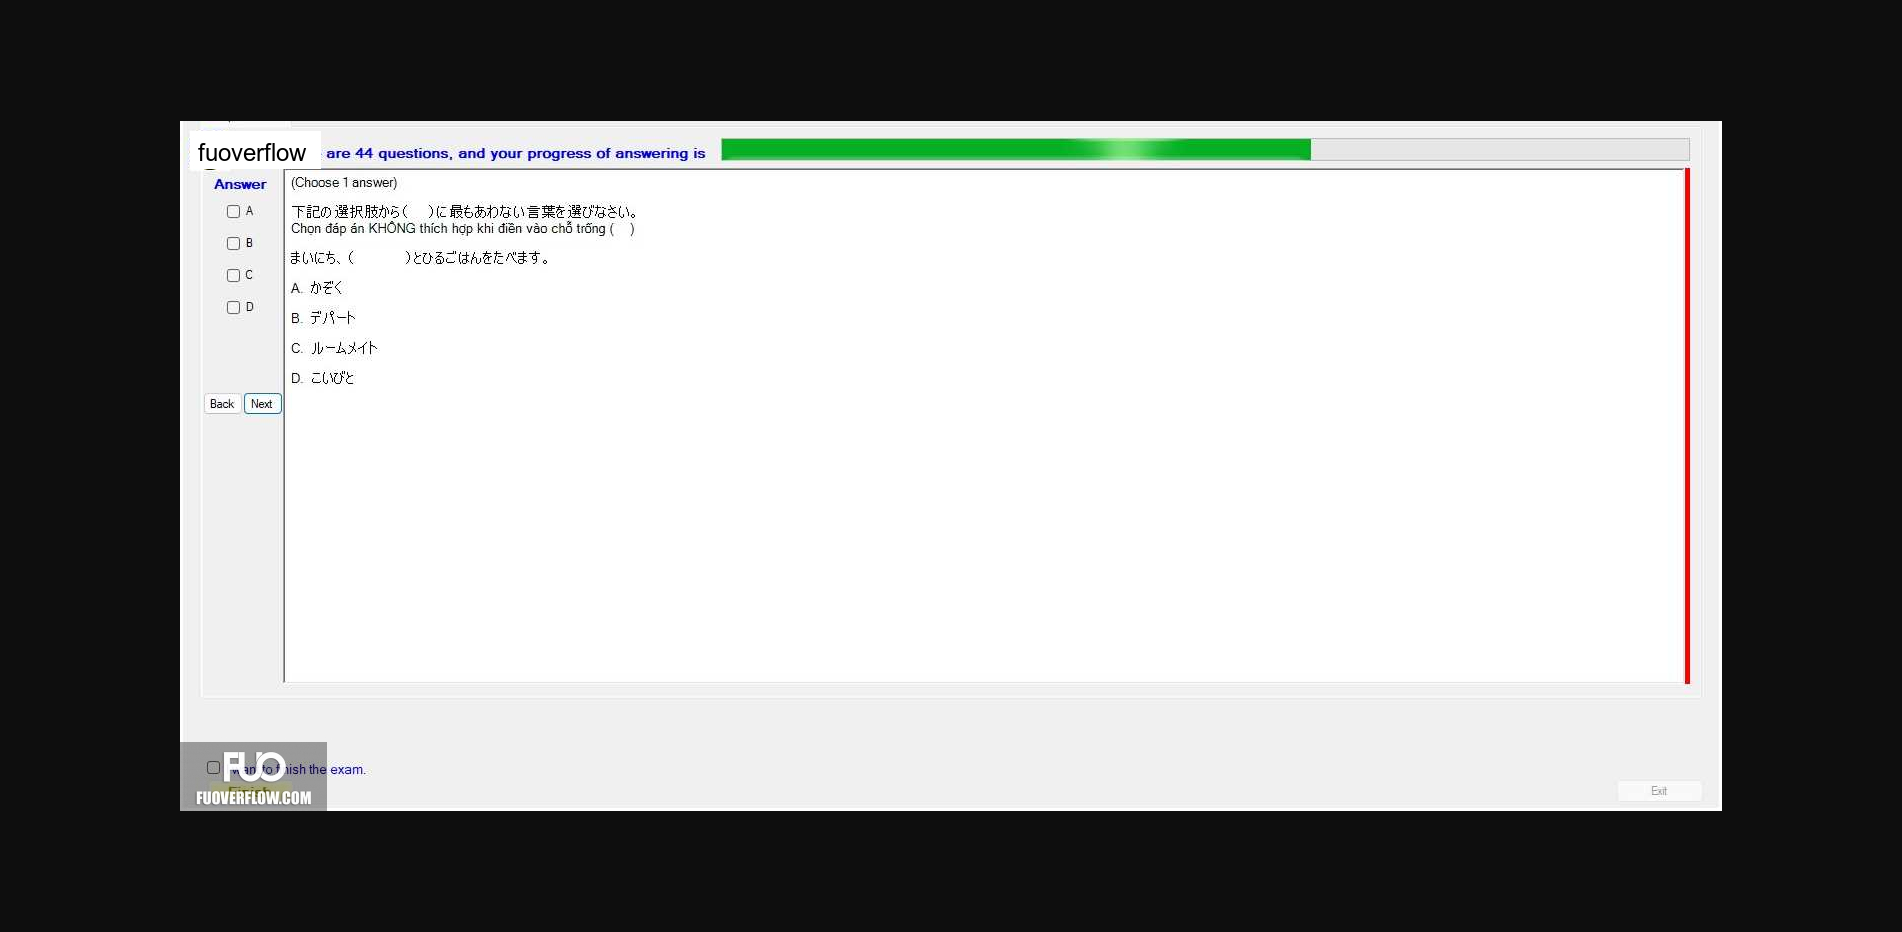 fuoverflow are 44 questions, and your progress of answering is
Answer
(Choose 1 answer)
A
B
C
D
Back Next
下記の選択肢から(　)に最もあわない言葉を選びなさい。
Chọn đáp án KHÔNG thích hợp khi điền vào chỗ trống (　)
まいにち、(　　　)とひるごはんをたべます。
A. かぞく
B. デパート
C. ルームメイト
D. こいびと
FUO
want to finish the exam.
Finish
FUOVERFLOW.COM
Exit